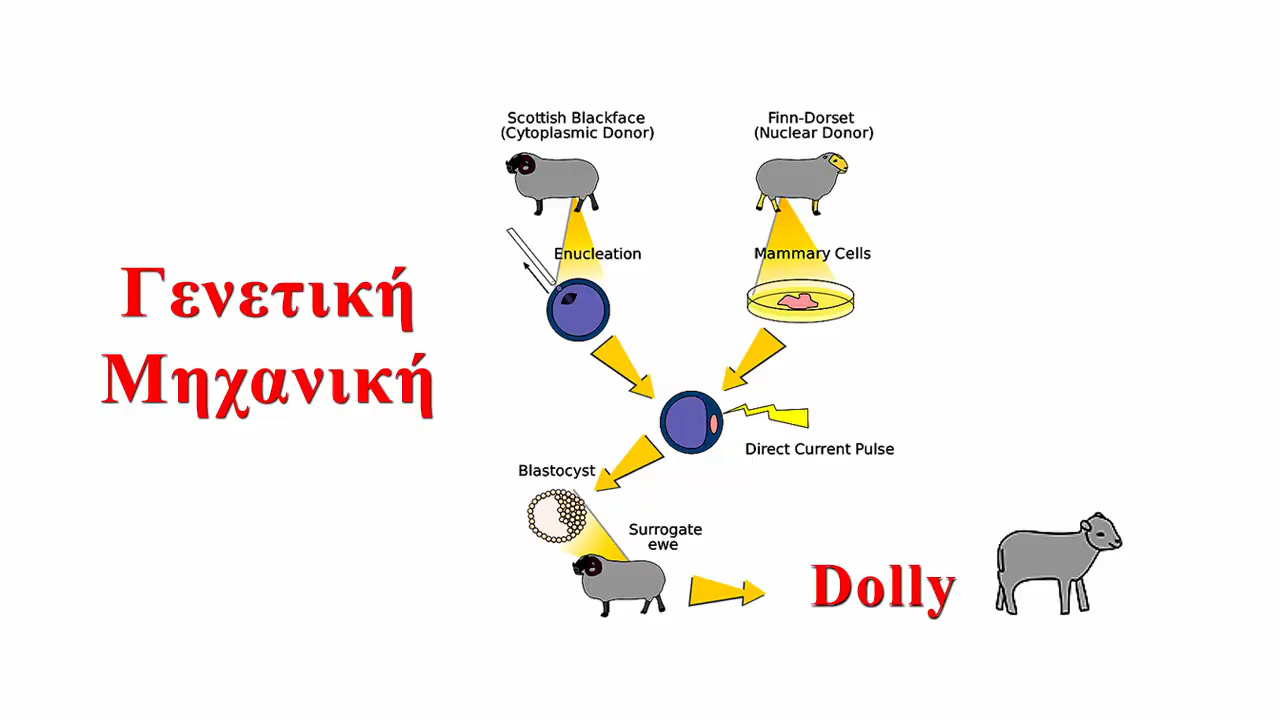 Γενετική
Μηχανική
Scottish Blackface
(Cytoplasmic Donor)
Finn-Dorset
(Nuclear Donor)
Enucleation
Mammary Cells
Direct Current Pulse
Blastocyst
Surrogate
ewe
Dolly